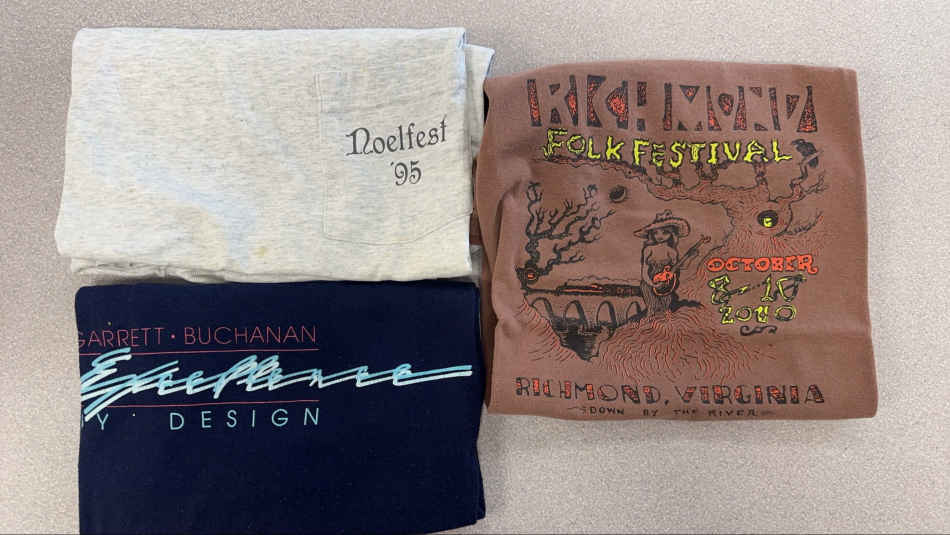 Noelfest
'95
GARRETT · BUCHANAN
Excellence
BY DESIGN
RICHMOND
FOLK FESTIVAL
OCTOBER
8-10
2010
RICHMOND, VIRGINIA
~DOWN BY THE RIVER~